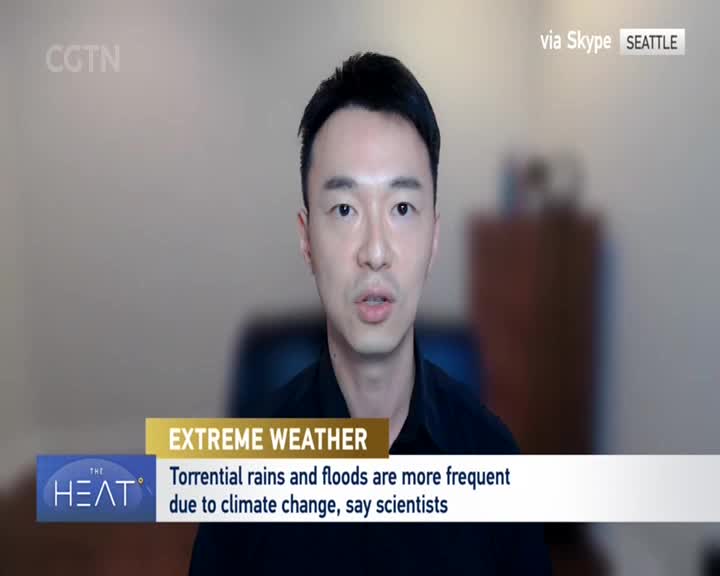 CGTN
via Skype SEATTLE
EXTREME WEATHER
THE
HEAT
Torrential rains and floods are more frequent
due to climate change, say scientists